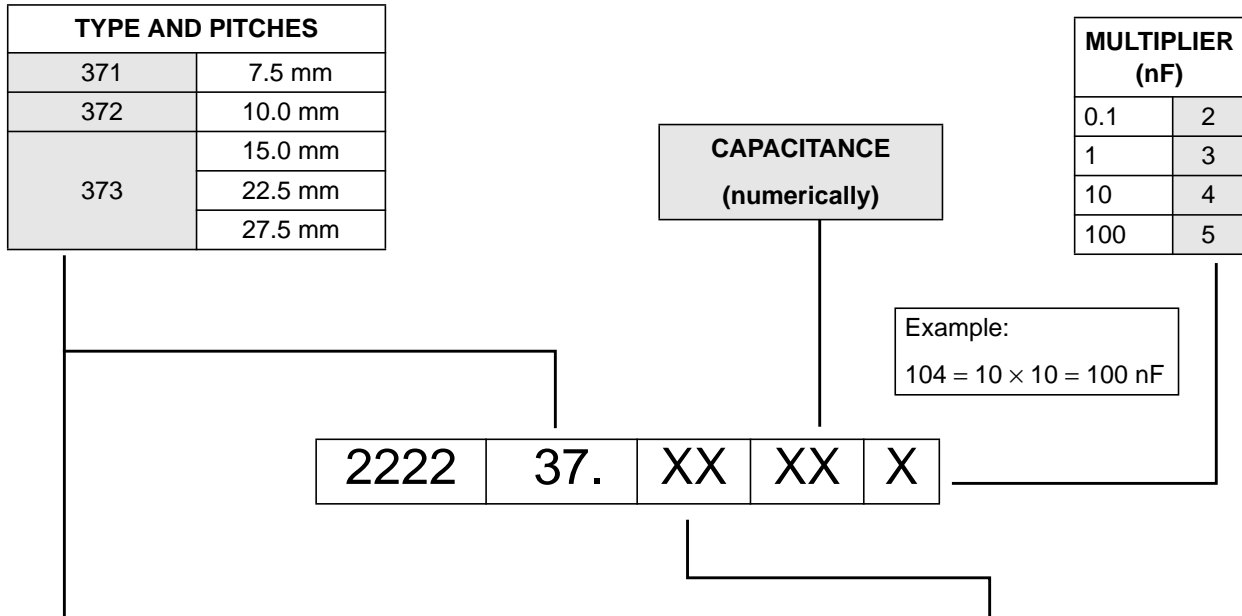 TYPE AND PITCHES
371 7.5 mm
372 10.0 mm
373
15.0 mm
22.5 mm
27.5 mm
CAPACITANCE
(numerically)
MULTIPLIER
(nF)
0.1 2
1 3
10 4
100 5
Example:
104 = 10 × 10 = 100 nF
2222 37. XX XX X